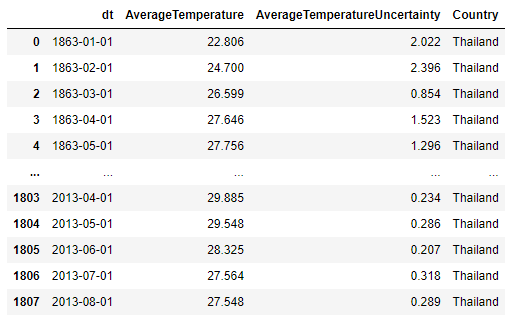 dt AverageTemperature AverageTemperatureUncertainty Country
0 1863-01-01 22.806 2.022 Thailand
1 1863-02-01 24.700 2.396 Thailand
2 1863-03-01 26.599 0.854 Thailand
3 1863-04-01 27.646 1.523 Thailand
4 1863-05-01 27.756 1.296 Thailand
... ... ... ... ...
1803 2013-04-01 29.885 0.234 Thailand
1804 2013-05-01 29.548 0.286 Thailand
1805 2013-06-01 28.325 0.207 Thailand
1806 2013-07-01 27.564 0.318 Thailand
1807 2013-08-01 27.548 0.289 Thailand